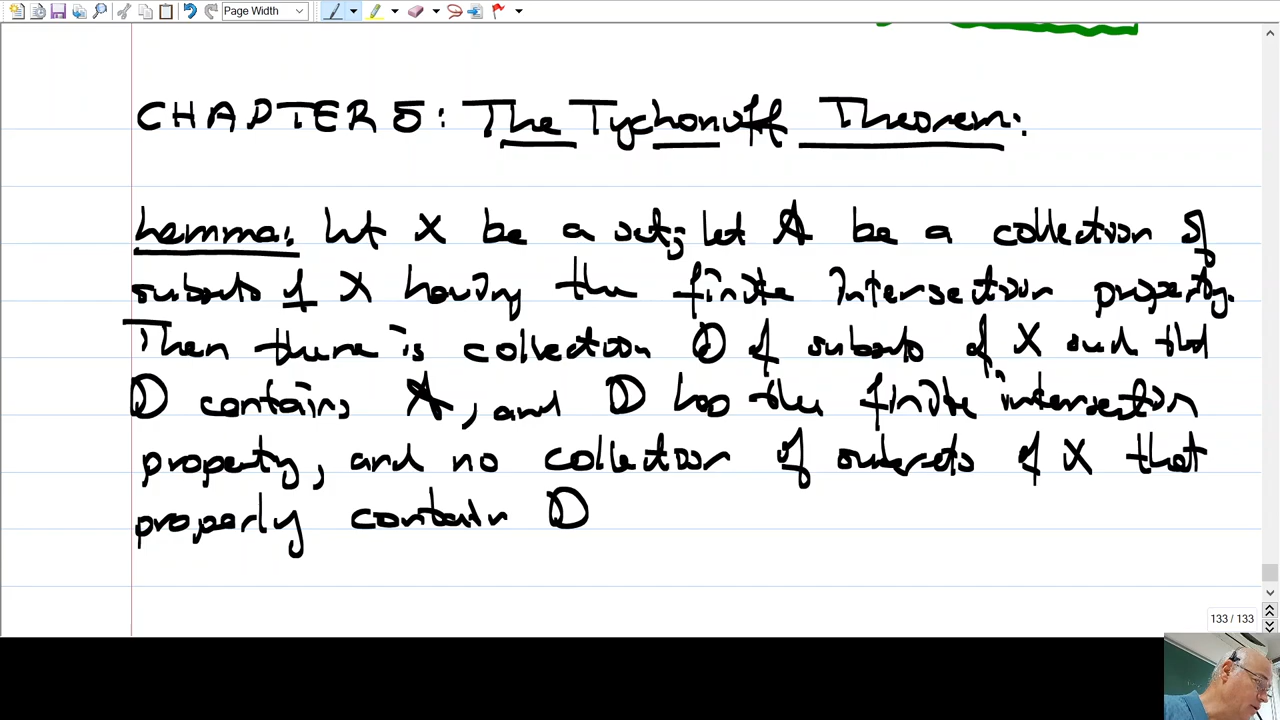 Page Width
CHAPTER 5: The Tychonoff Theorem:
Lemma: Let X be a set; let A be a collection of
subsets of X having the finite intersection property.
Then there is collection D of subsets of X such that
D contains A, and D has the finite intersection
property, and no collection of subsets of X that
properly contain D
133 / 133